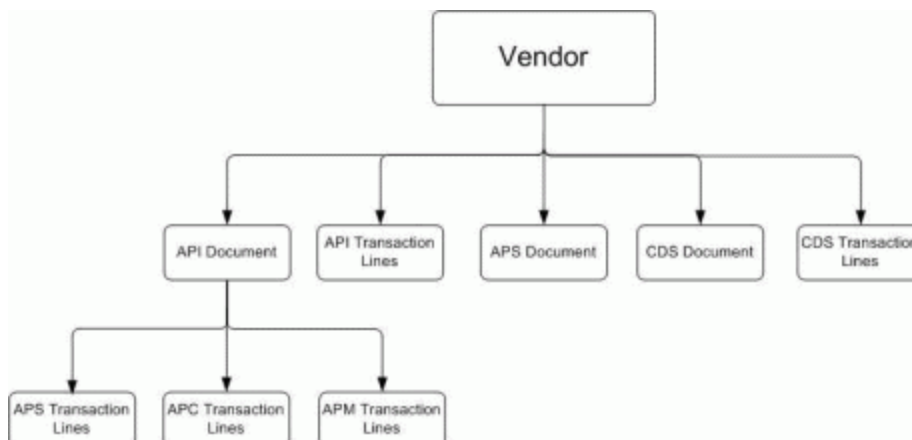 Vendor
API Document
API Transaction
Lines
APS Document
CDS Document
CDS Transaction
Lines
APS Transaction
Lines
APC Transaction
Lines
APM Transaction
Lines